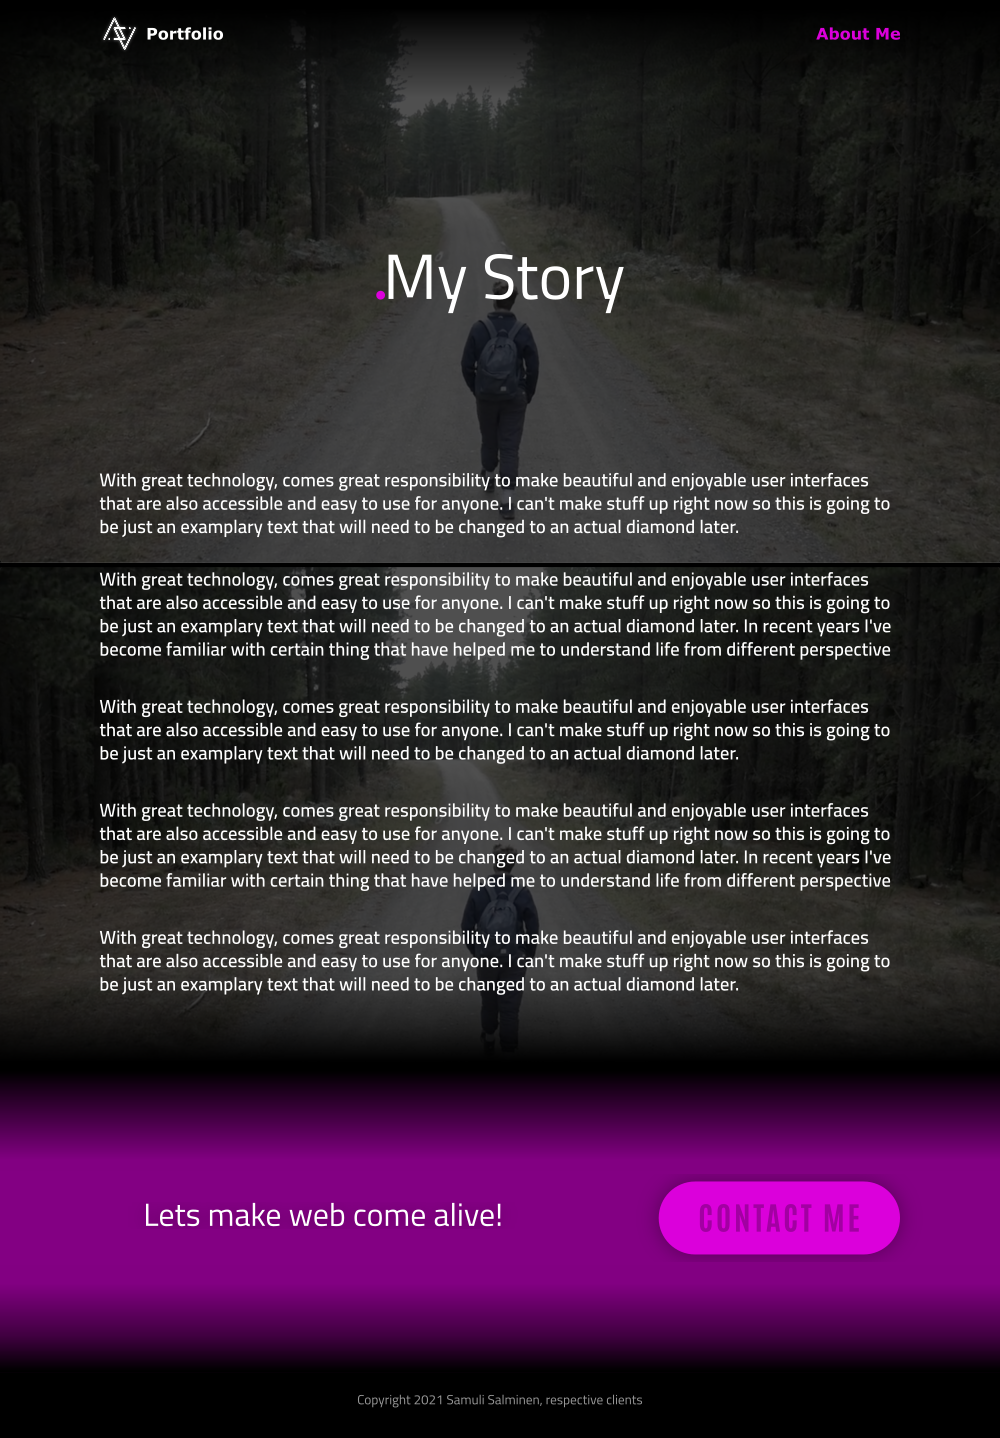 Portfolio
About Me
.My Story
With great technology, comes great responsibility to make beautiful and enjoyable user interfaces
that are also accessible and easy to use for anyone. I can't make stuff up right now so this is going to
be just an examplary text that will need to be changed to an actual diamond later.
With great technology, comes great responsibility to make beautiful and enjoyable user interfaces
that are also accessible and easy to use for anyone. I can't make stuff up right now so this is going to
be just an examplary text that will need to be changed to an actual diamond later. In recent years I've
become familiar with certain thing that have helped me to understand life from different perspective
With great technology, comes great responsibility to make beautiful and enjoyable user interfaces
that are also accessible and easy to use for anyone. I can't make stuff up right now so this is going to
be just an examplary text that will need to be changed to an actual diamond later.
With great technology, comes great responsibility to make beautiful and enjoyable user interfaces
that are also accessible and easy to use for anyone. I can't make stuff up right now so this is going to
be just an examplary text that will need to be changed to an actual diamond later. In recent years I've
become familiar with certain thing that have helped me to understand life from different perspective
With great technology, comes great responsibility to make beautiful and enjoyable user interfaces
that are also accessible and easy to use for anyone. I can't make stuff up right now so this is going to
be just an examplary text that will need to be changed to an actual diamond later.
Lets make web come alive!
CONTACT ME
Copyright 2021 Samuli Salminen, respective clients